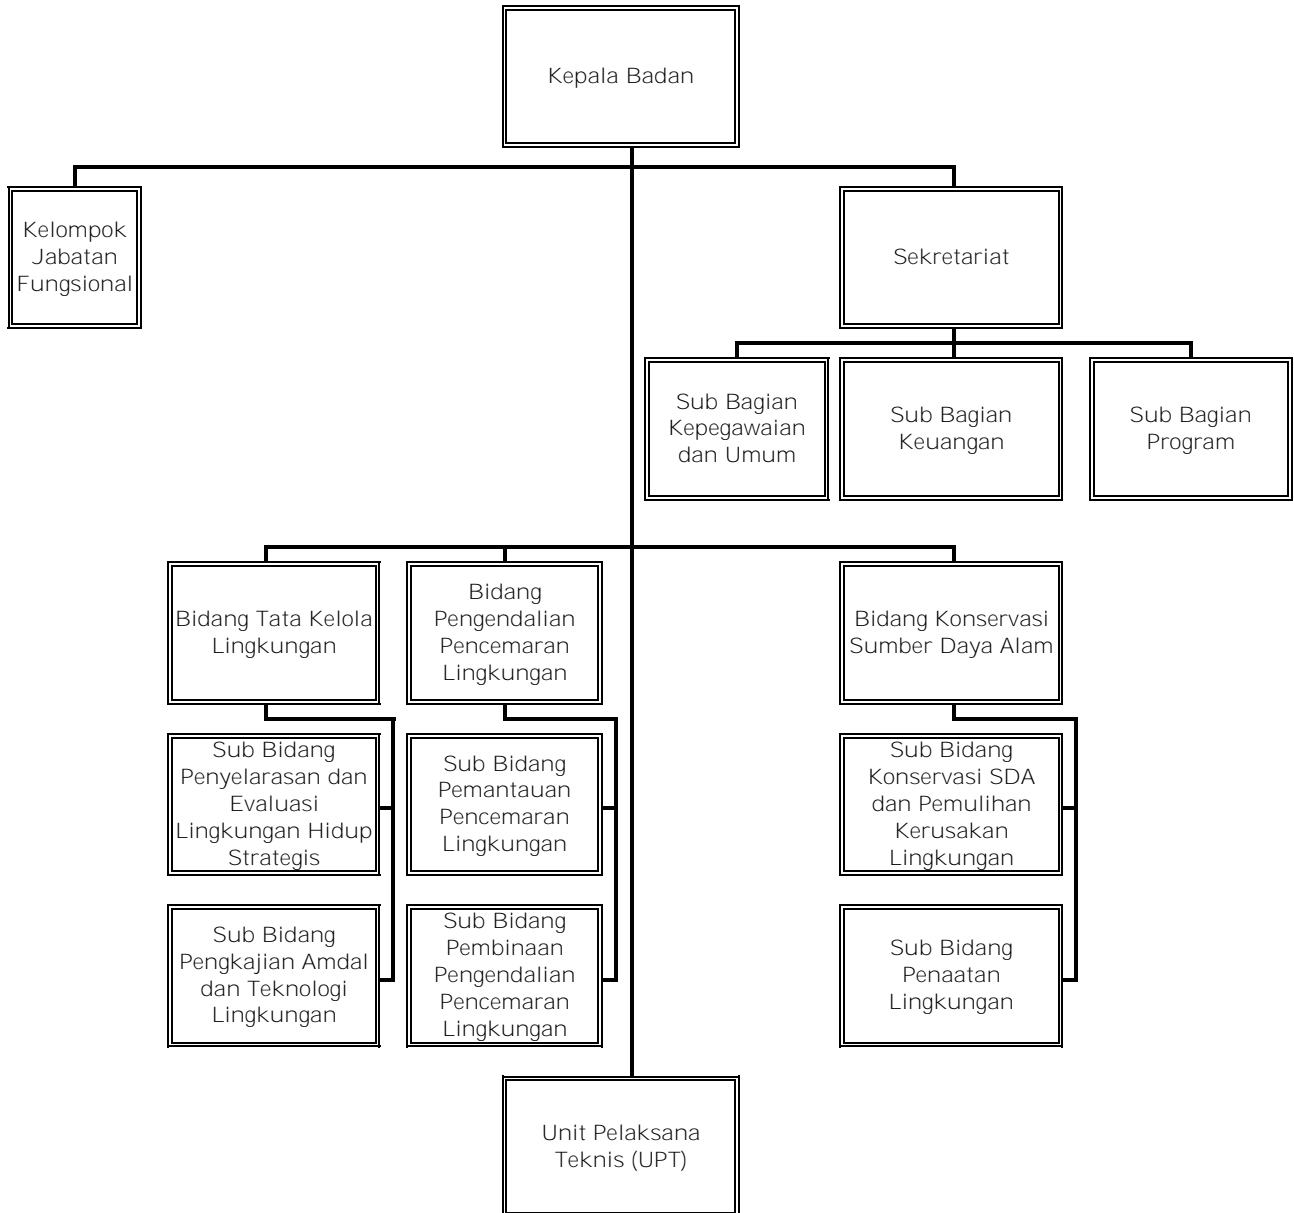 Kepala Badan
Kelompok
Jabatan
Fungsional
Sekretariat
Sub Bagian
Kepegawaian
dan Umum
Sub Bagian
Keuangan
Sub Bagian
Program
Bidang Tata Kelola
Lingkungan
Bidang
Pengendalian
Pencemaran
Lingkungan
Bidang Konservasi
Sumber Daya Alam
Sub Bidang
Penyelarasan dan
Evaluasi
Lingkungan Hidup
Strategis
Sub Bidang
Pemantauan
Pencemaran
Lingkungan
Sub Bidang
Konservasi SDA
dan Pemulihan
Kerusakan
Lingkungan
Sub Bidang
Pengkajian Amdal
dan Teknologi
Lingkungan
Sub Bidang
Pembinaan
Pengendalian
Pencemaran
Lingkungan
Sub Bidang
Penaatan
Lingkungan
Unit Pelaksana
Teknis (UPT)